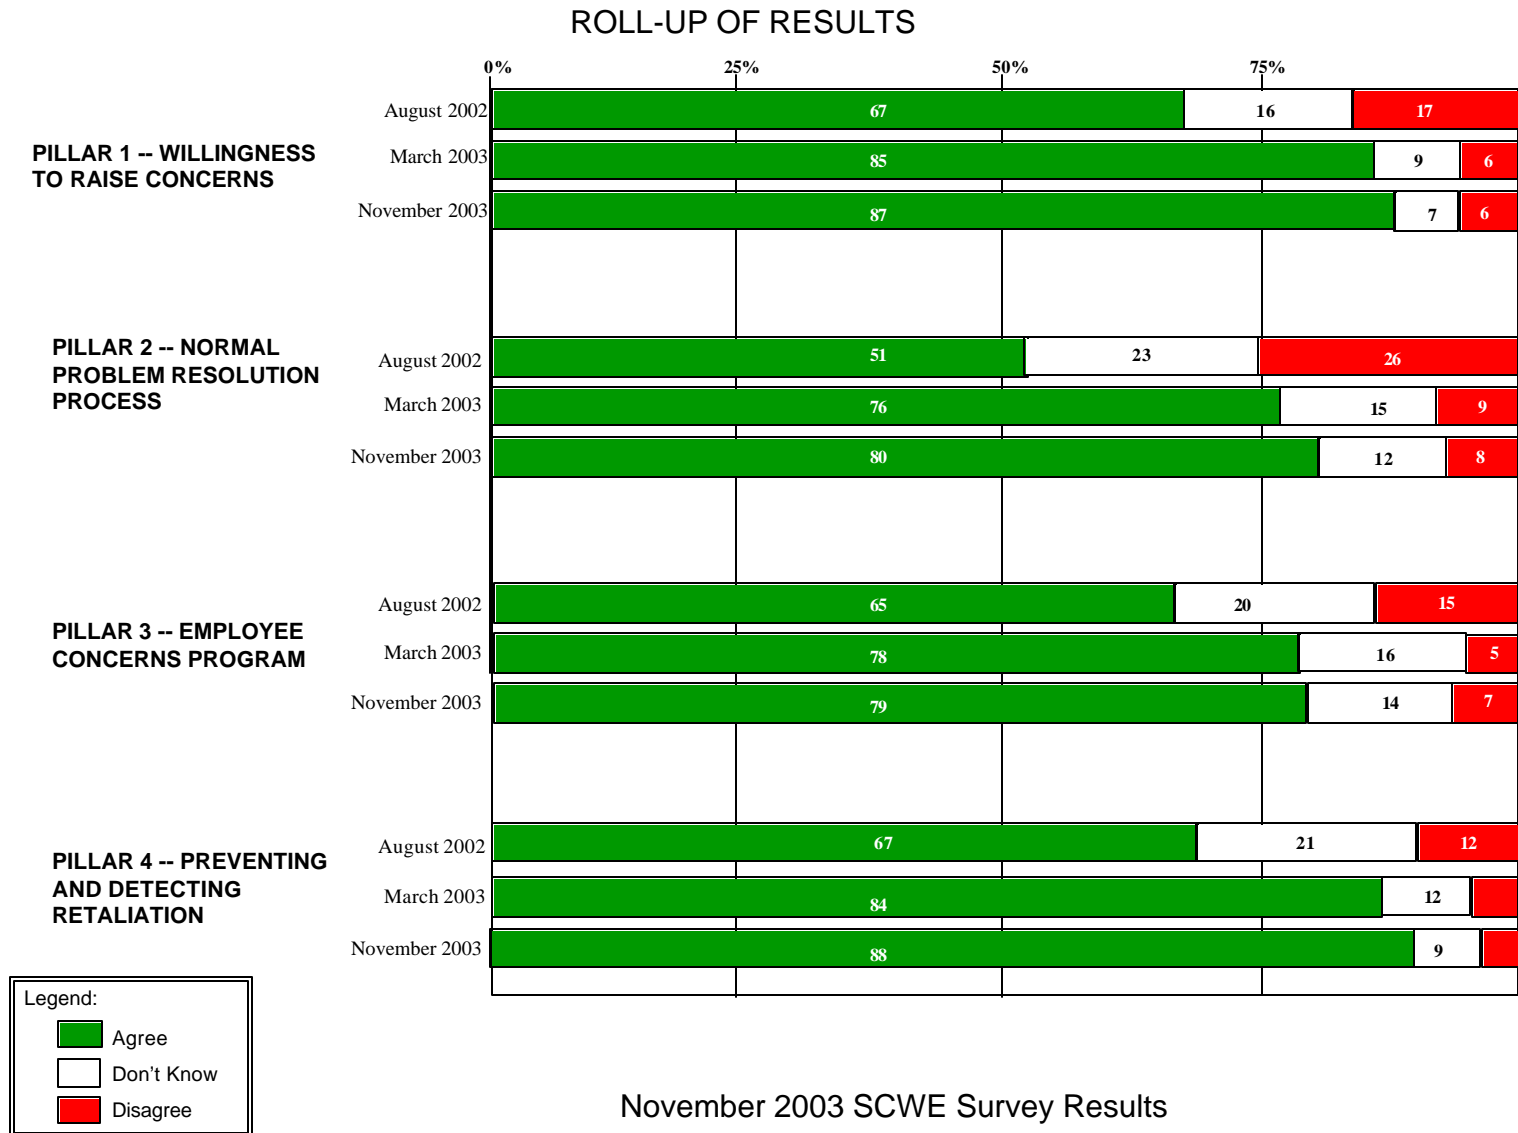 ROLL-UP OF RESULTS
0% 25% 50% 75%
PILLAR 1 -- WILLINGNESS
TO RAISE CONCERNS
August 2002 67 16 17
March 2003 85 9 6
November 2003 87 7 6
PILLAR 2 -- NORMAL
PROBLEM RESOLUTION
PROCESS
August 2002 51 23 26
March 2003 76 15 9
November 2003 80 12 8
PILLAR 3 -- EMPLOYEE
CONCERNS PROGRAM
August 2002 65 20 15
March 2003 78 16 5
November 2003 79 14 7
PILLAR 4 -- PREVENTING
AND DETECTING
RETALIATION
August 2002 67 21 12
March 2003 84 12
November 2003 88 9
Legend:
Agree
Don't Know
Disagree
November 2003 SCWE Survey Results